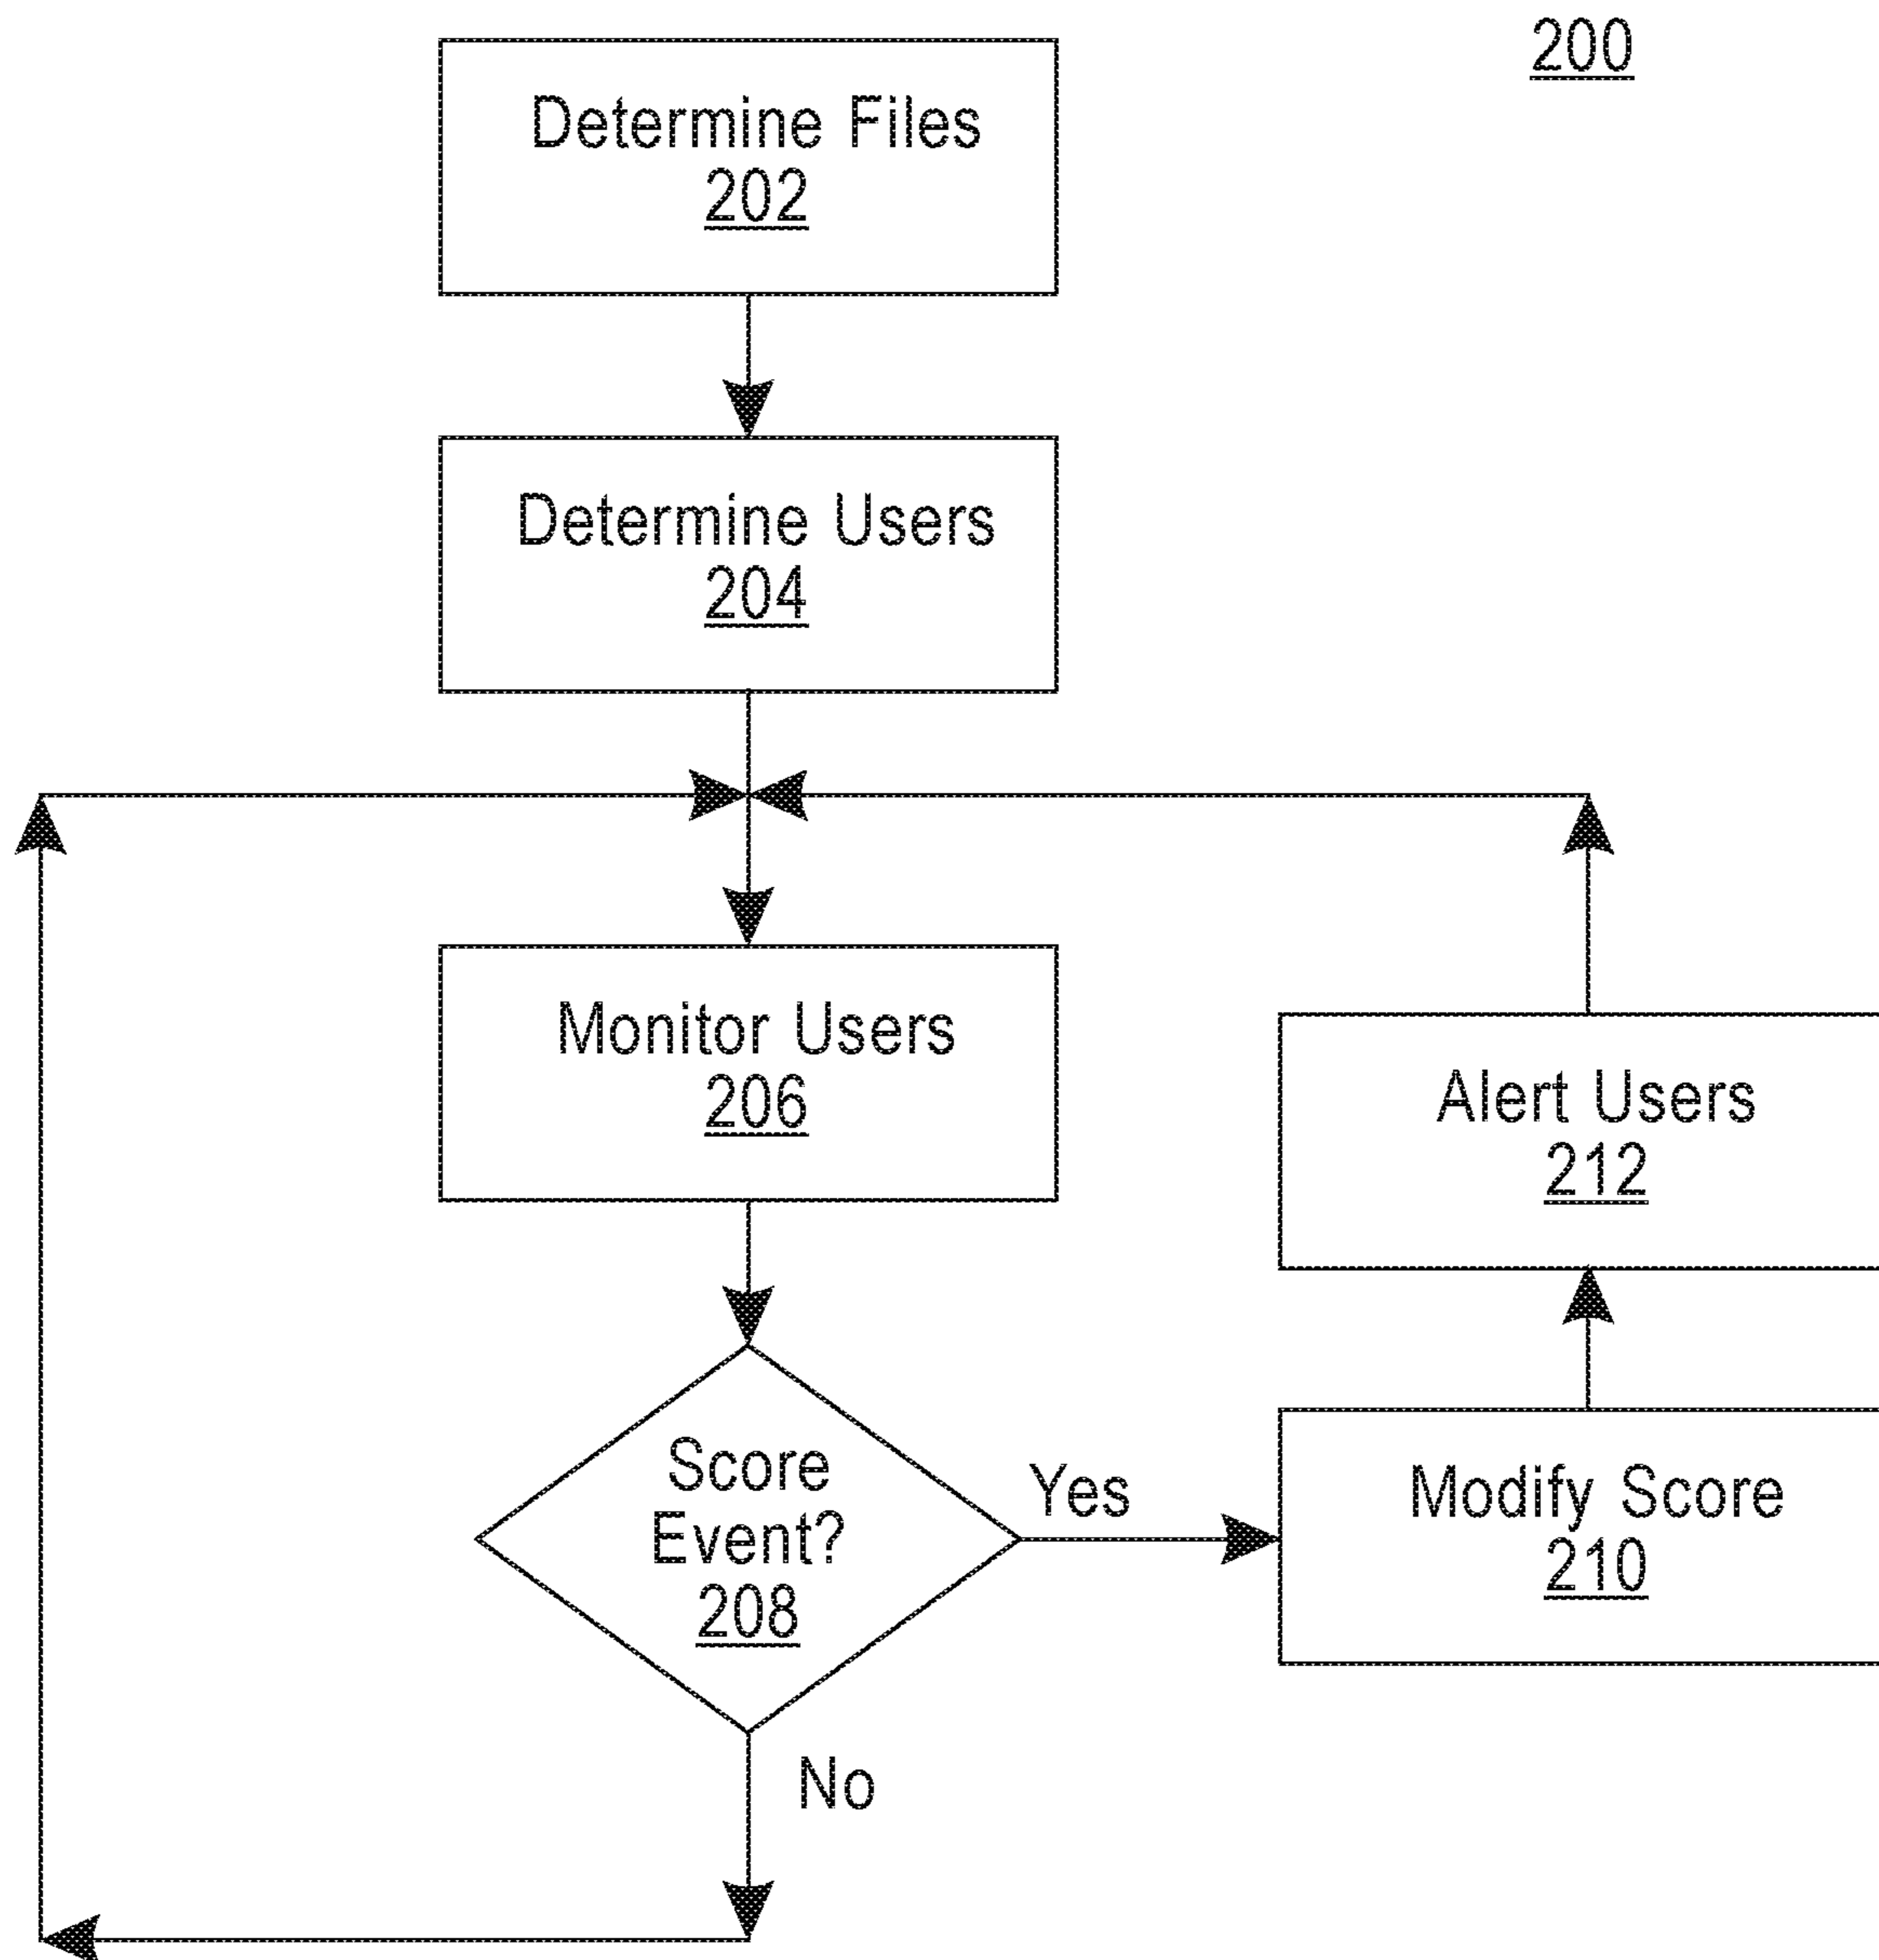 200
Determine Files
202
Determine Users
204
Monitor Users
206
Alert Users
212
Score
Event?
208
Yes
Modify Score
210
No